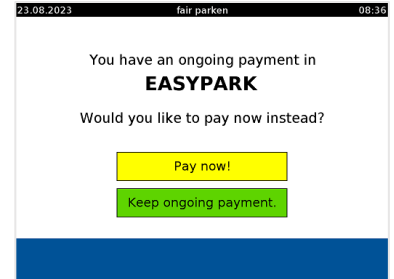 23.08.2023 fair parken 08:36
You have an ongoing payment in
EASYPARK
Would you like to pay now instead?
Pay now!
Keep ongoing payment.